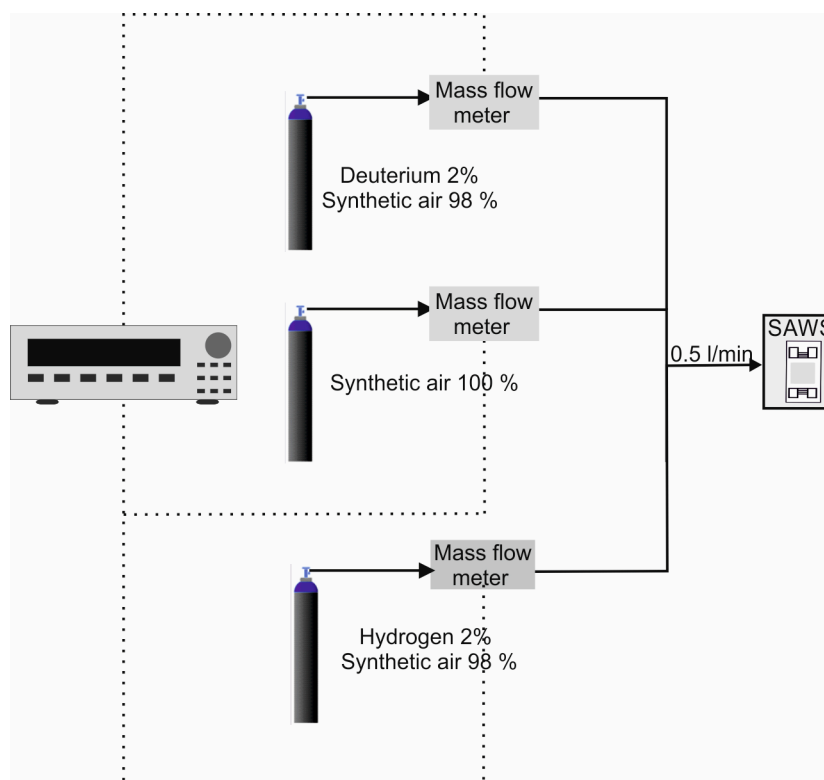 Mass flow
meter
Deuterium 2%
Synthetic air 98 %
Mass flow
meter
SAWS
0.5 l/min
Synthetic air 100 %
Mass flow
meter
Hydrogen 2%
Synthetic air 98 %